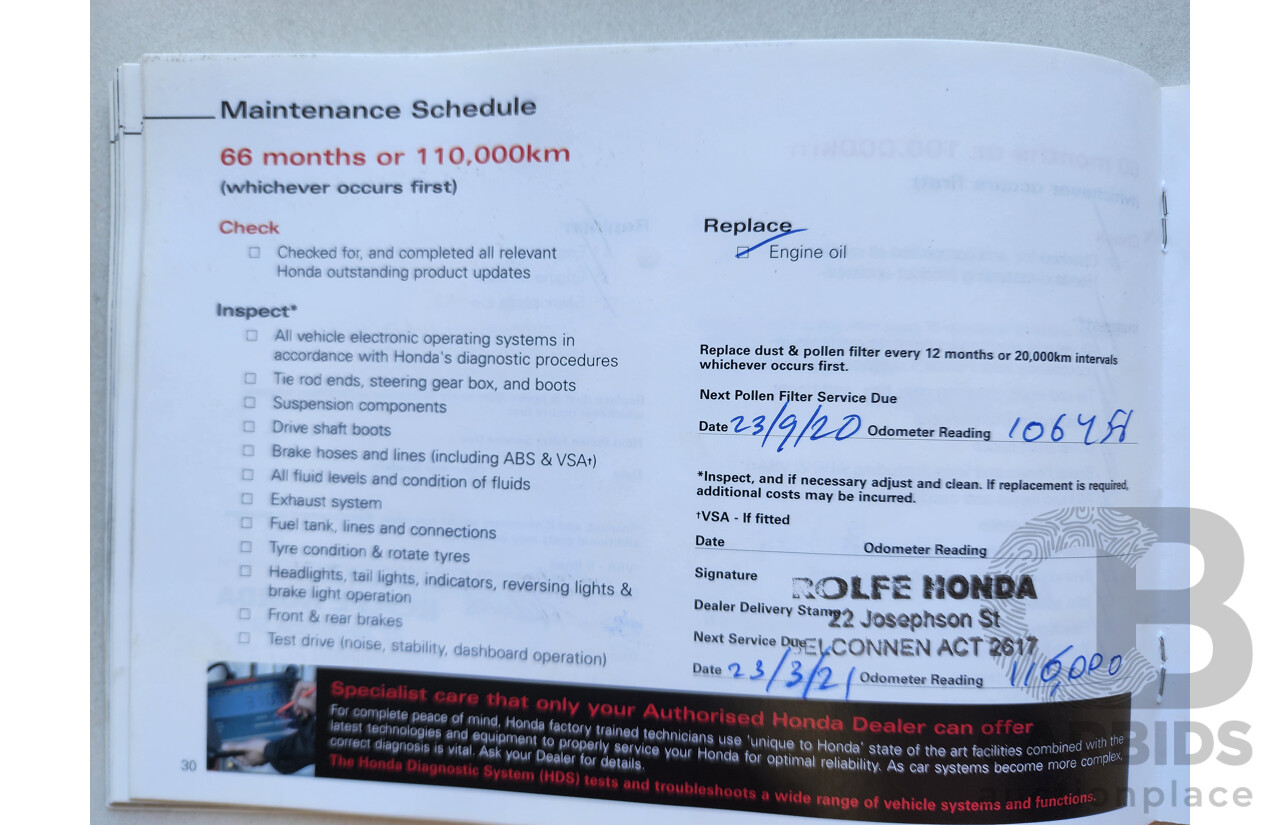 Maintenance Schedule
66 months or 110,000km
(whichever occurs first)
Check
Checked for, and completed all relevant
Honda outstanding product updates
Inspect*
All vehicle electronic operating systems in
accordance with Honda's diagnostic procedures
Tie rod ends, steering gear box, and boots
Suspension components
Drive shaft boots
Brake hoses and lines (including ABS & VSA†)
All fluid levels and condition of fluids
Exhaust system
Fuel tank, lines and connections
Tyre condition & rotate tyres
Headlights, tail lights, indicators, reversing lights &
brake light operation
Front & rear brakes
Test drive (noise, stability, dashboard operation)
Replace
Engine oil
Replace dust & pollen filter every 12 months or 20,000km intervals
whichever occurs first.
Next Pollen Filter Service Due
Date 23/9/20 Odometer Reading
*Inspect, and if necessary adjust and clean. If replacement is required,
additional costs may be incurred.
†VSA - If fitted
Date Odometer Reading
Signature
ROLFE HONDA
Dealer Delivery Stamp
22 Josephson St
Next Service Due
BELCONNEN ACT 2617
Date 23/3/21 Odometer Reading 116,000
Specialist care that only your Authorised Honda Dealer can offer
For complete peace of mind, Honda factory trained technicians use 'unique to Honda' state of the art facilities combined with the
latest technologies and equipment to properly service your Honda for optimal reliability. As car systems become more complex,
correct diagnosis is vital. Ask your Dealer for details.
The Honda Diagnostic System (HDS) tests and troubleshoots a wide range of vehicle systems and functions.
30